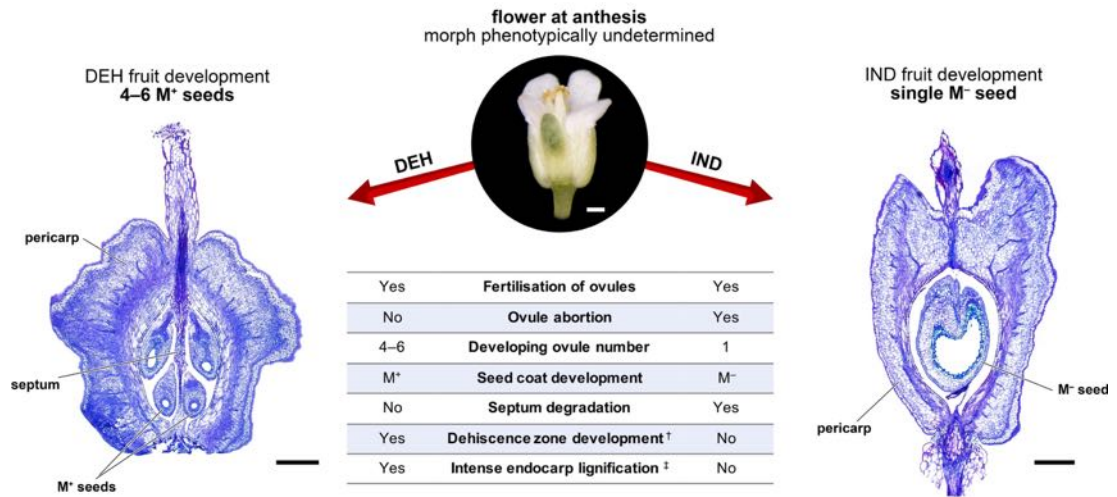 flower at anthesis
morph phenotypically undetermined
DEH fruit development
4–6 M⁺ seeds
IND fruit development
single M⁻ seed
DEH
IND
pericarp
septum
M⁺ seeds
Yes Fertilisation of ovules Yes
No Ovule abortion Yes
4–6 Developing ovule number 1
M⁺ Seed coat development M⁻
No Septum degradation Yes
Yes Dehiscence zone development † No
Yes Intense endocarp lignification ‡ No
M⁻ seed
pericarp